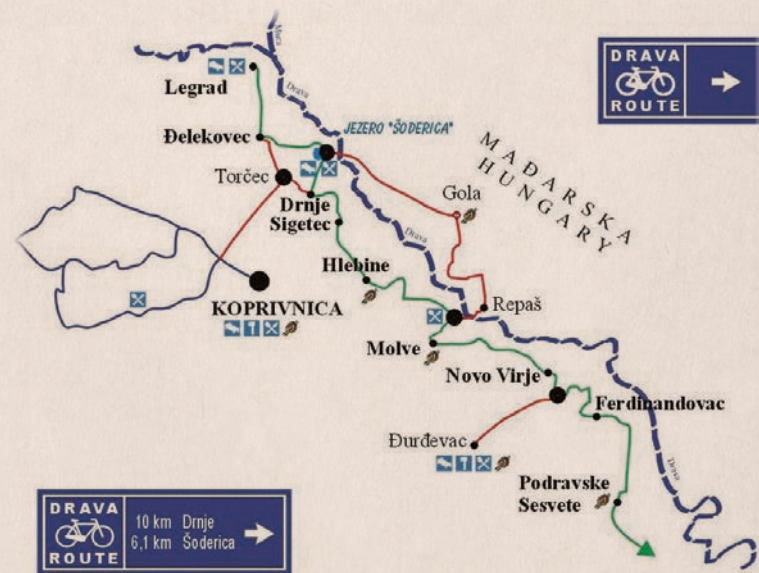 Mura
DRAVA
ROUTE
Legrad
Drava
Đelekovec
JEZERO "ŠODERICA"
MAĐARSKA
HUNGARY
Torčec
Gola
Drnje
Sigetec
Drava
Hlebine
KOPRIVNICA
Repaš
Molve
Novo Virje
Ferdinandovac
Đurđevac
Drava
Podravske
Sesvete
DRAVA
ROUTE
10 km Drnje
6,1 km Šoderica